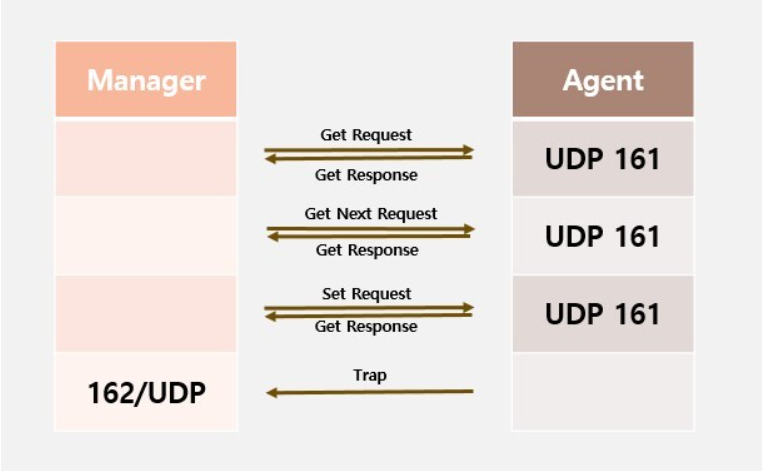 Manager
Agent
Get Request
Get Response
UDP 161
Get Next Request
Get Response
UDP 161
Set Request
Get Response
UDP 161
162/UDP
Trap